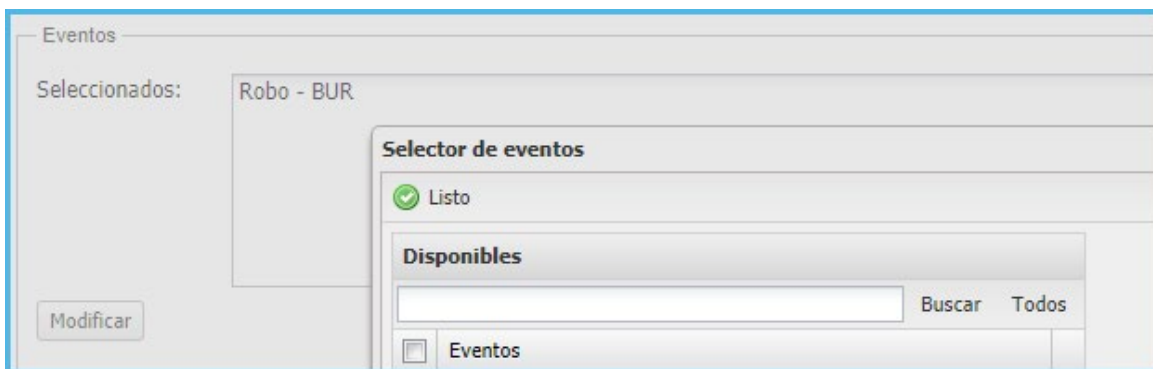 Eventos
Seleccionados:
Robo - BUR
Selector de eventos
Listo
Disponibles
Buscar Todos
Modificar
Eventos